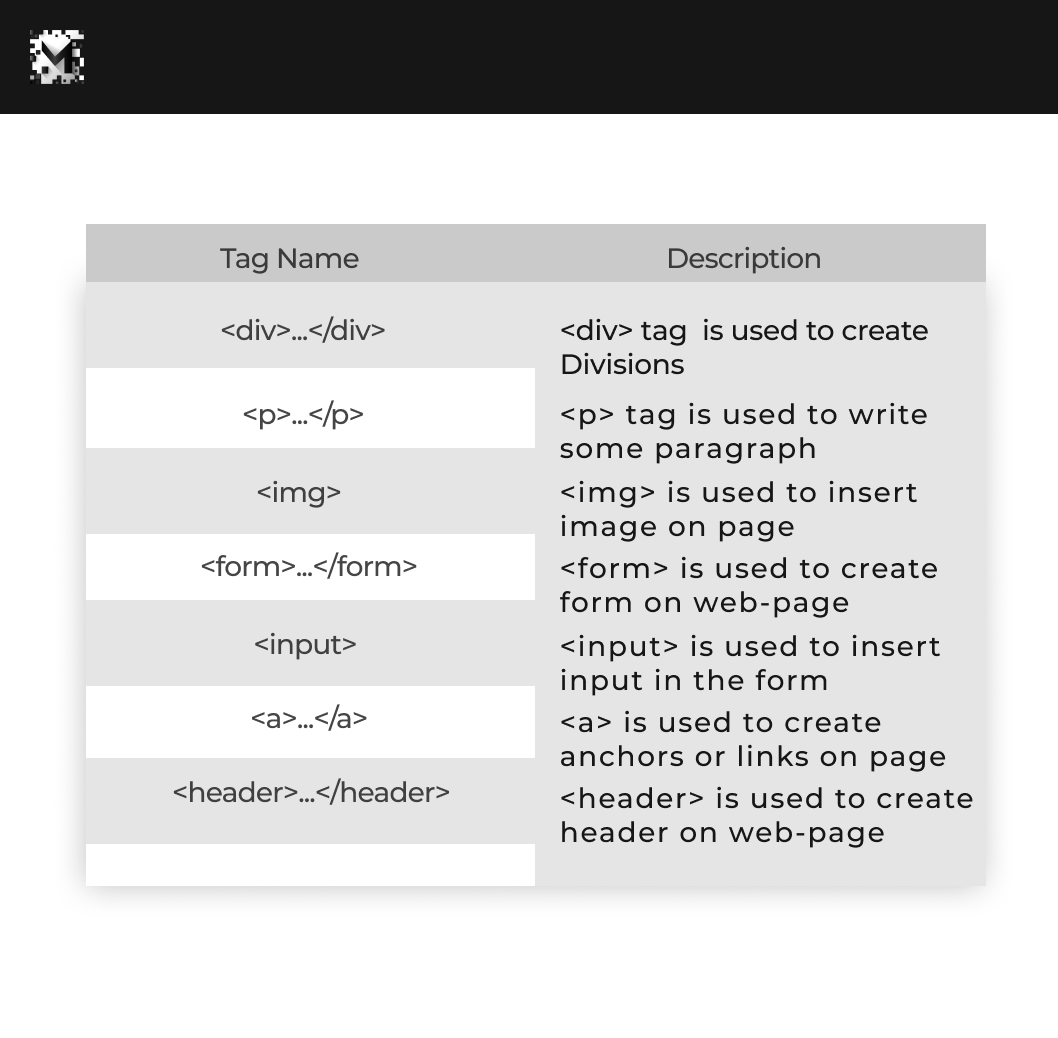 Tag Name Description
<div>...</div> <div> tag  is used to create
Divisions
<p>...</p> <p> tag is used to write
some paragraph
<img> <img> is used to insert
image on page
<form>...</form> <form> is used to create
form on web-page
<input> <input> is used to insert
input in the form
<a>...</a> <a> is used to create
anchors or links on page
<header>...</header> <header> is used to create
header on web-page